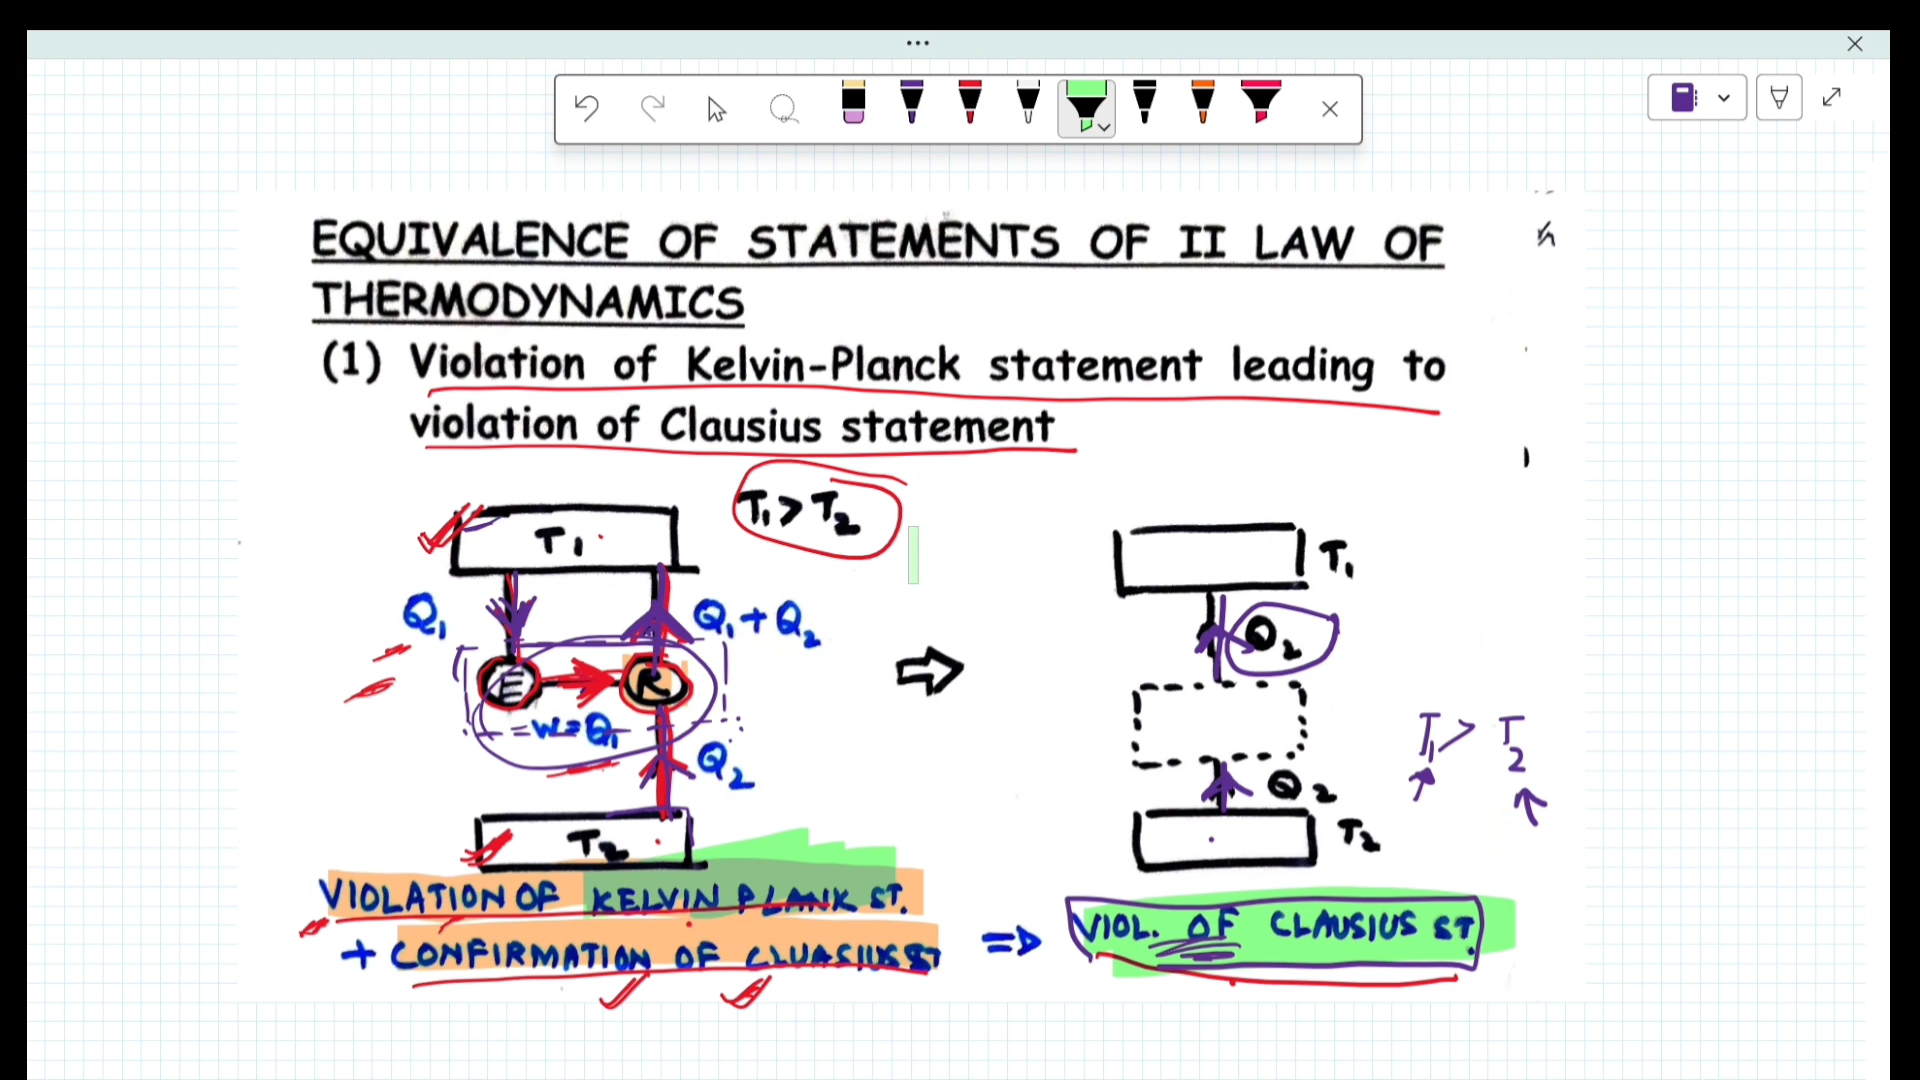 EQUIVALENCE OF STATEMENTS OF II LAW OF
THERMODYNAMICS
(1) Violation of Kelvin-Planck statement leading to
violation of Clausius statement
T₁ > T₂
T₁
T₁
Q₁
Q₁ + Q₂
Q₂
E
R
W = Q₁
T₁ > T₂
Q₂
Q₂
T₂
T₂
VIOLATION OF KELVIN PLANK ST.
+ CONFIRMATION OF CLUASIUS ST
=> VIOL. OF CLAUSIUS ST.